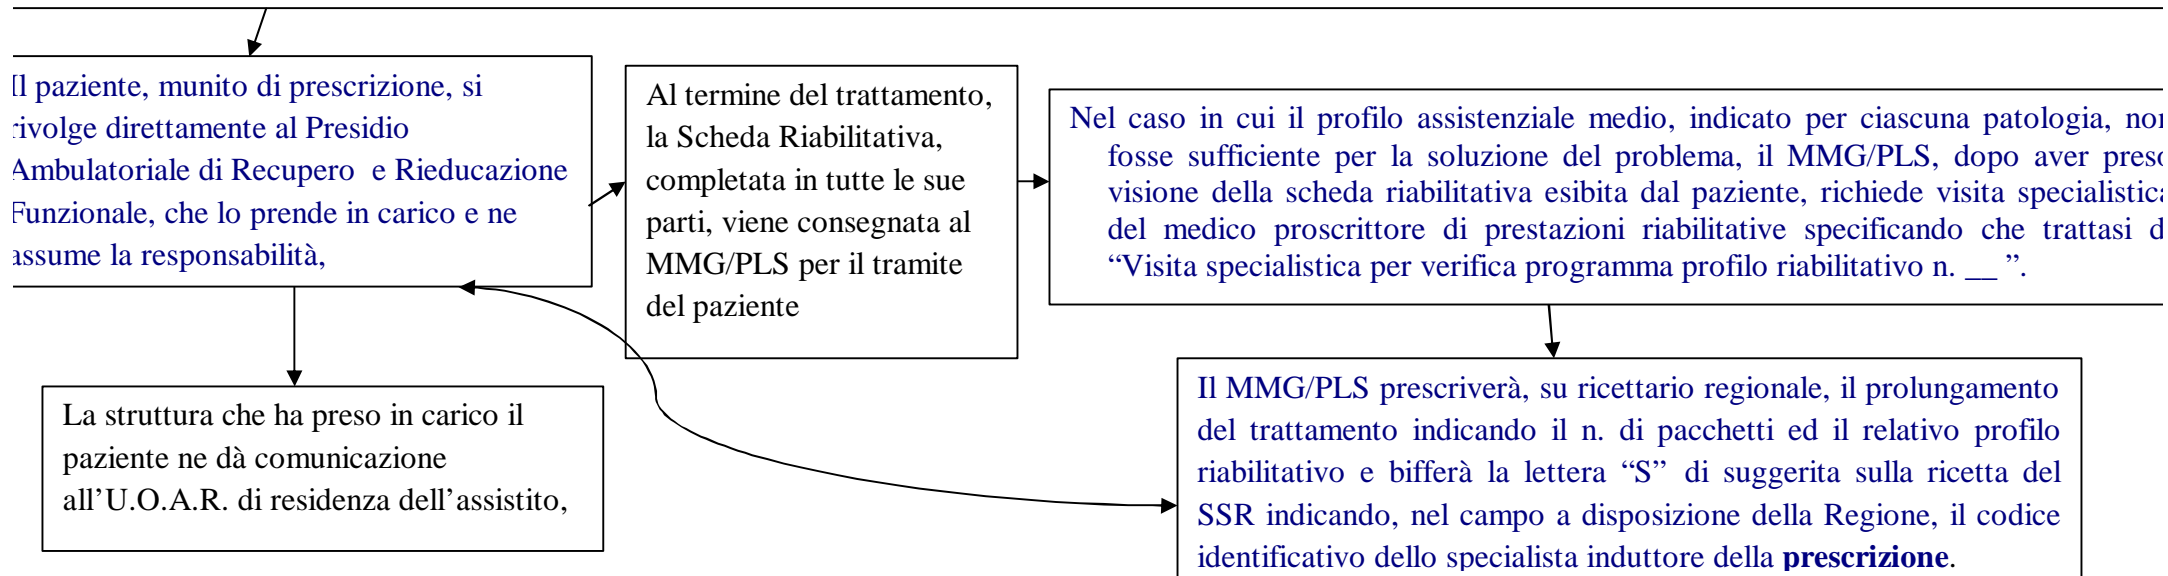 Il paziente, munito di prescrizione, si
rivolge direttamente al Presidio
Ambulatoriale di Recupero e Rieducazione
Funzionale, che lo prende in carico e ne
assume la responsabilità,
Al termine del trattamento,
la Scheda Riabilitativa,
completata in tutte le sue
parti, viene consegnata al
MMG/PLS per il tramite
del paziente
Nel caso in cui il profilo assistenziale medio, indicato per ciascuna patologia, non
fosse sufficiente per la soluzione del problema, il MMG/PLS, dopo aver preso
visione della scheda riabilitativa esibita dal paziente, richiede visita specialistica
del medico proscrittore di prestazioni riabilitative specificando che trattasi d
“Visita specialistica per verifica programma profilo riabilitativo n. __ ”.
La struttura che ha preso in carico il
paziente ne dà comunicazione
all’U.O.A.R. di residenza dell’assistito,
Il MMG/PLS prescriverà, su ricettario regionale, il prolungamento
del trattamento indicando il n. di pacchetti ed il relativo profilo
riabilitativo e bifferà la lettera “S” di suggerita sulla ricetta del
SSR indicando, nel campo a disposizione della Regione, il codice
identificativo dello specialista induttore della prescrizione.